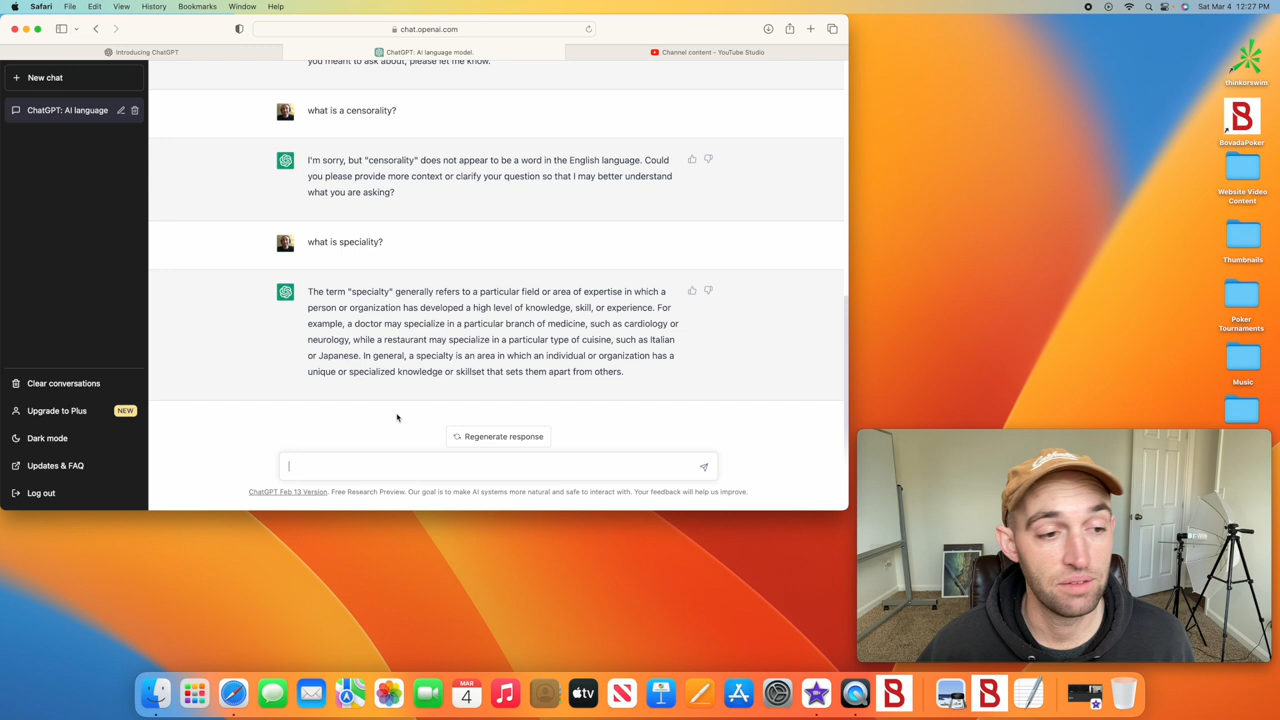 Safari File Edit View History Bookmarks Window Help
Sat Mar 4 12:27 PM
chat.openai.com
Introducing ChatGPT
ChatGPT: AI language model.
Channel content - YouTube Studio
New chat
ChatGPT: AI language
you meant to ask about, please let me know.
what is a censorality?
I'm sorry, but "censorality" does not appear to be a word in the English language. Could
you please provide more context or clarify your question so that I may better understand
what you are asking?
what is speciality?
The term "specialty" generally refers to a particular field or area of expertise in which a
person or organization has developed a high level of knowledge, skill, or experience. For
example, a doctor may specialize in a particular branch of medicine, such as cardiology or
neurology, while a restaurant may specialize in a particular type of cuisine, such as Italian
or Japanese. In general, a specialty is an area in which an individual or organization has a
unique or specialized knowledge or skillset that sets them apart from others.
Clear conversations
Upgrade to Plus NEW
Dark mode
Updates & FAQ
Log out
Regenerate response
ChatGPT Feb 13 Version. Free Research Preview. Our goal is to make AI systems more natural and safe to interact with. Your feedback will help us improve.
thinkorswim
B
BovadaPoker
Website Video
Content
Thumbnails
Poker
Tournaments
Music
MAR
4
tv
B
B